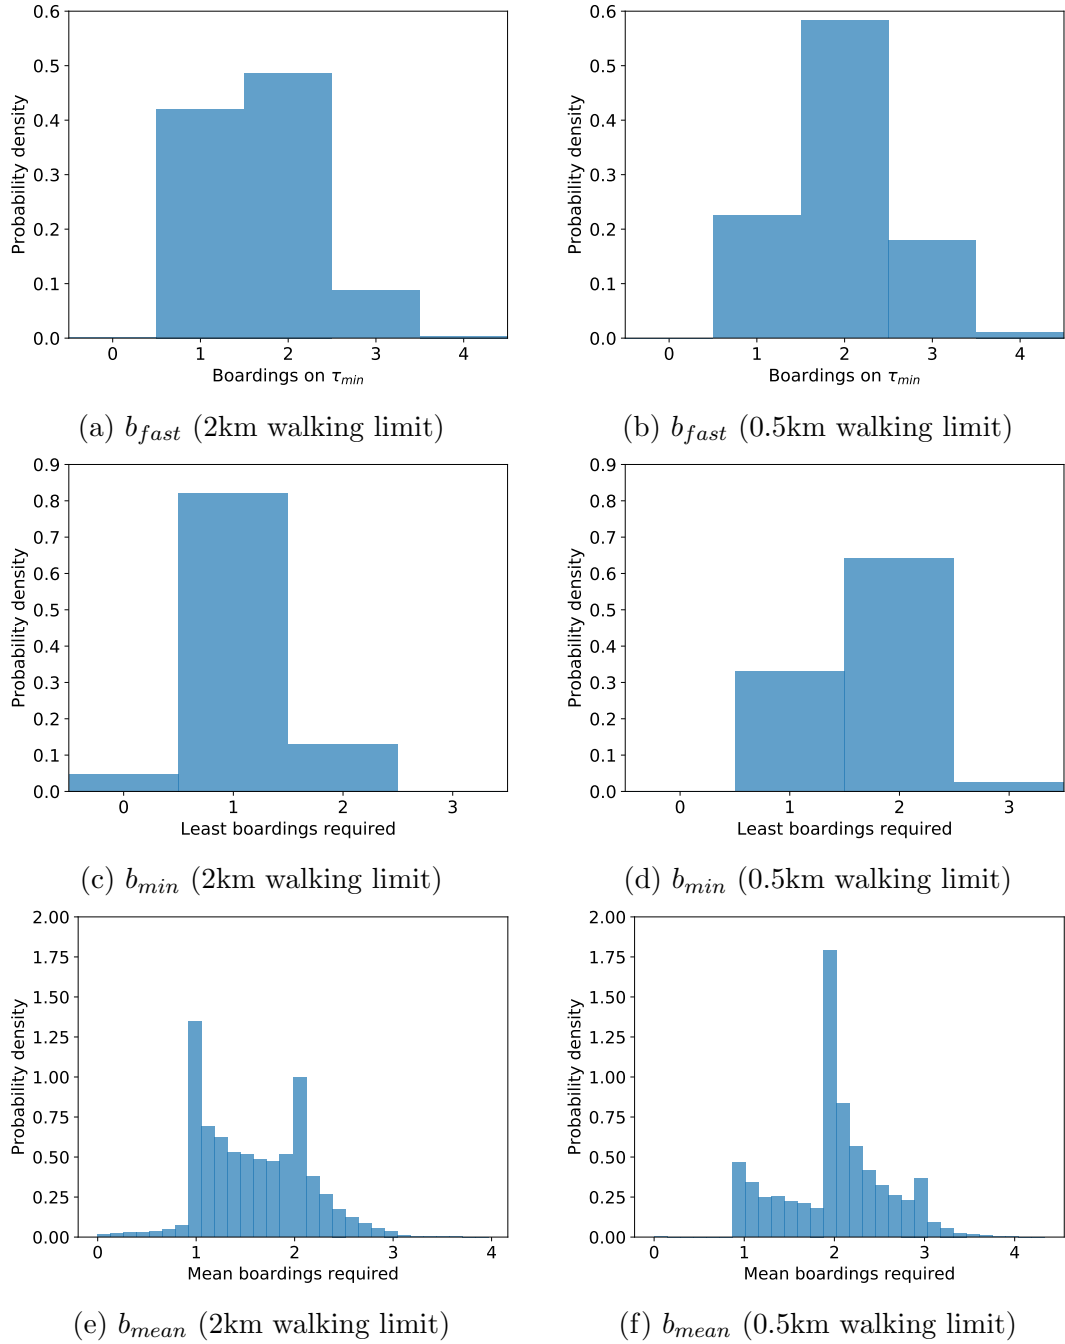 0.6
0.5
0.4
0.3
0.2
0.1
0.0
Probability density
0 1 2 3 4
Boardings on τmin
(a) bfast (2km walking limit)
0.6
0.5
0.4
0.3
0.2
0.1
0.0
Probability density
0 1 2 3 4
Boardings on τmin
(b) bfast (0.5km walking limit)
0.9
0.8
0.7
0.6
0.5
0.4
0.3
0.2
0.1
0.0
Probability density
0 1 2 3
Least boardings required
(c) bmin (2km walking limit)
0.9
0.8
0.7
0.6
0.5
0.4
0.3
0.2
0.1
0.0
Probability density
0 1 2 3
Least boardings required
(d) bmin (0.5km walking limit)
2.00
1.75
1.50
1.25
1.00
0.75
0.50
0.25
0.00
Probability density
0 1 2 3 4
Mean boardings required
(e) bmean (2km walking limit)
2.00
1.75
1.50
1.25
1.00
0.75
0.50
0.25
0.00
Probability density
0 1 2 3 4
Mean boardings required
(f) bmean (0.5km walking limit)